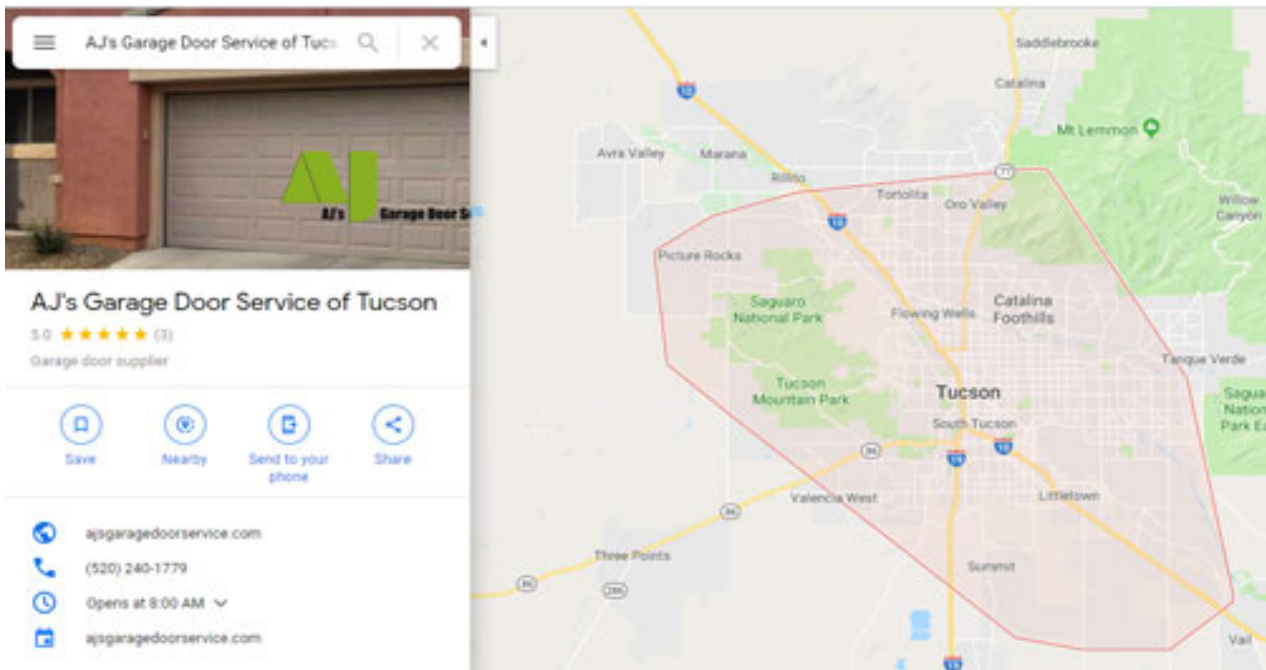 AJ's Garage Door Service of Tucs
AJ's Garage Door S
AJ's Garage Door Service of Tucson
5.0 ★★★★★ (3)
Garage door supplier
Save
Nearby
Send to your
phone
Share
ajsgaragedoorservice.com
(520) 240-1779
Opens at 8:00 AM
ajsgaragedoorservice.com
Saddlebrooke
10
Catalina
Mt Lemmon
Avra Valley
Marana
Rillito
77
Tortolita
Oro Valley
Willow
Canyon
10
Picture Rocks
Saguaro
National Park
Catalina
Foothills
Flowing Wells
Tanque Verde
Tucson
Mountain Park
Tucson
Sagua
Nation
Park Ea
South Tucson
86
19
10
Valencia West
Littletown
86
Three Points
Summit
86
286
Vail
19